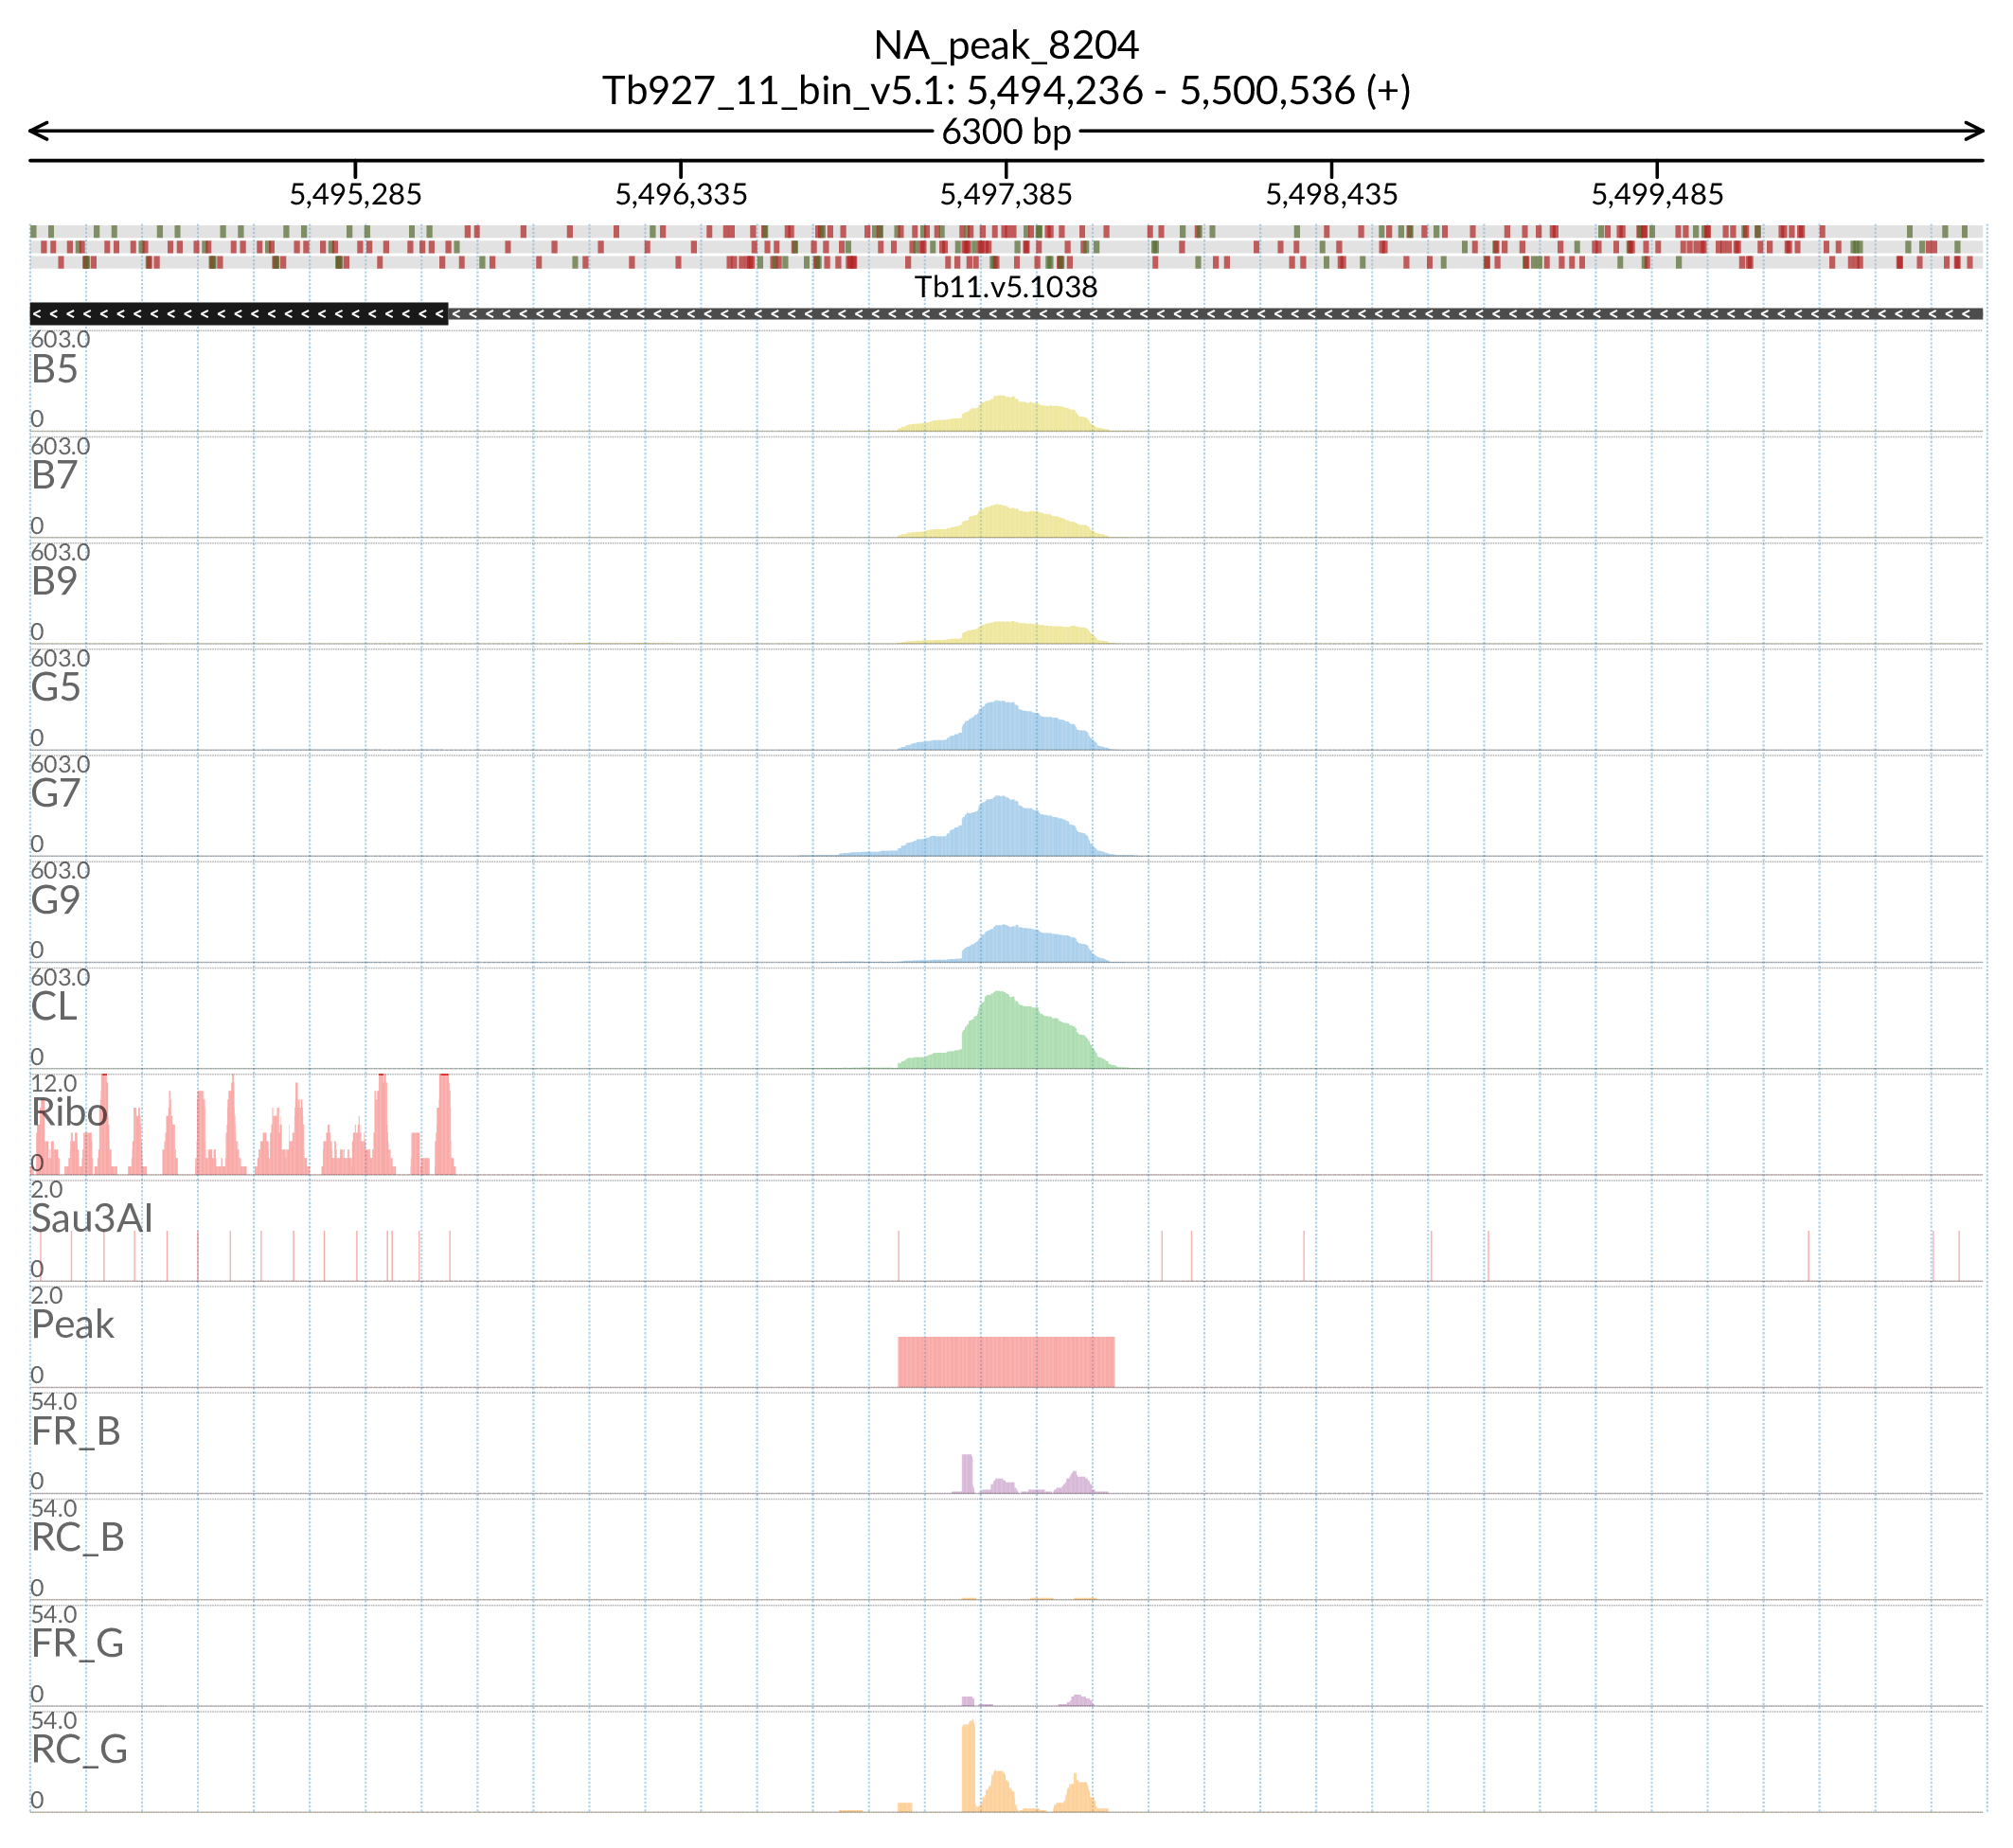 NA_peak_8204
Tb927_11_bin_v5.1: 5,494,236 - 5,500,536 (+)
6300 bp
5,495,285 5,496,335 5,497,385 5,498,435 5,499,485
Tb11.v5.1038
603.0
B5
0
603.0
B7
0
603.0
B9
0
603.0
G5
0
603.0
G7
0
603.0
G9
0
603.0
CL
0
12.0
Ribo
0
2.0
Sau3AI
0
2.0
Peak
0
54.0
FR_B
0
54.0
RC_B
0
54.0
FR_G
0
54.0
RC_G
0